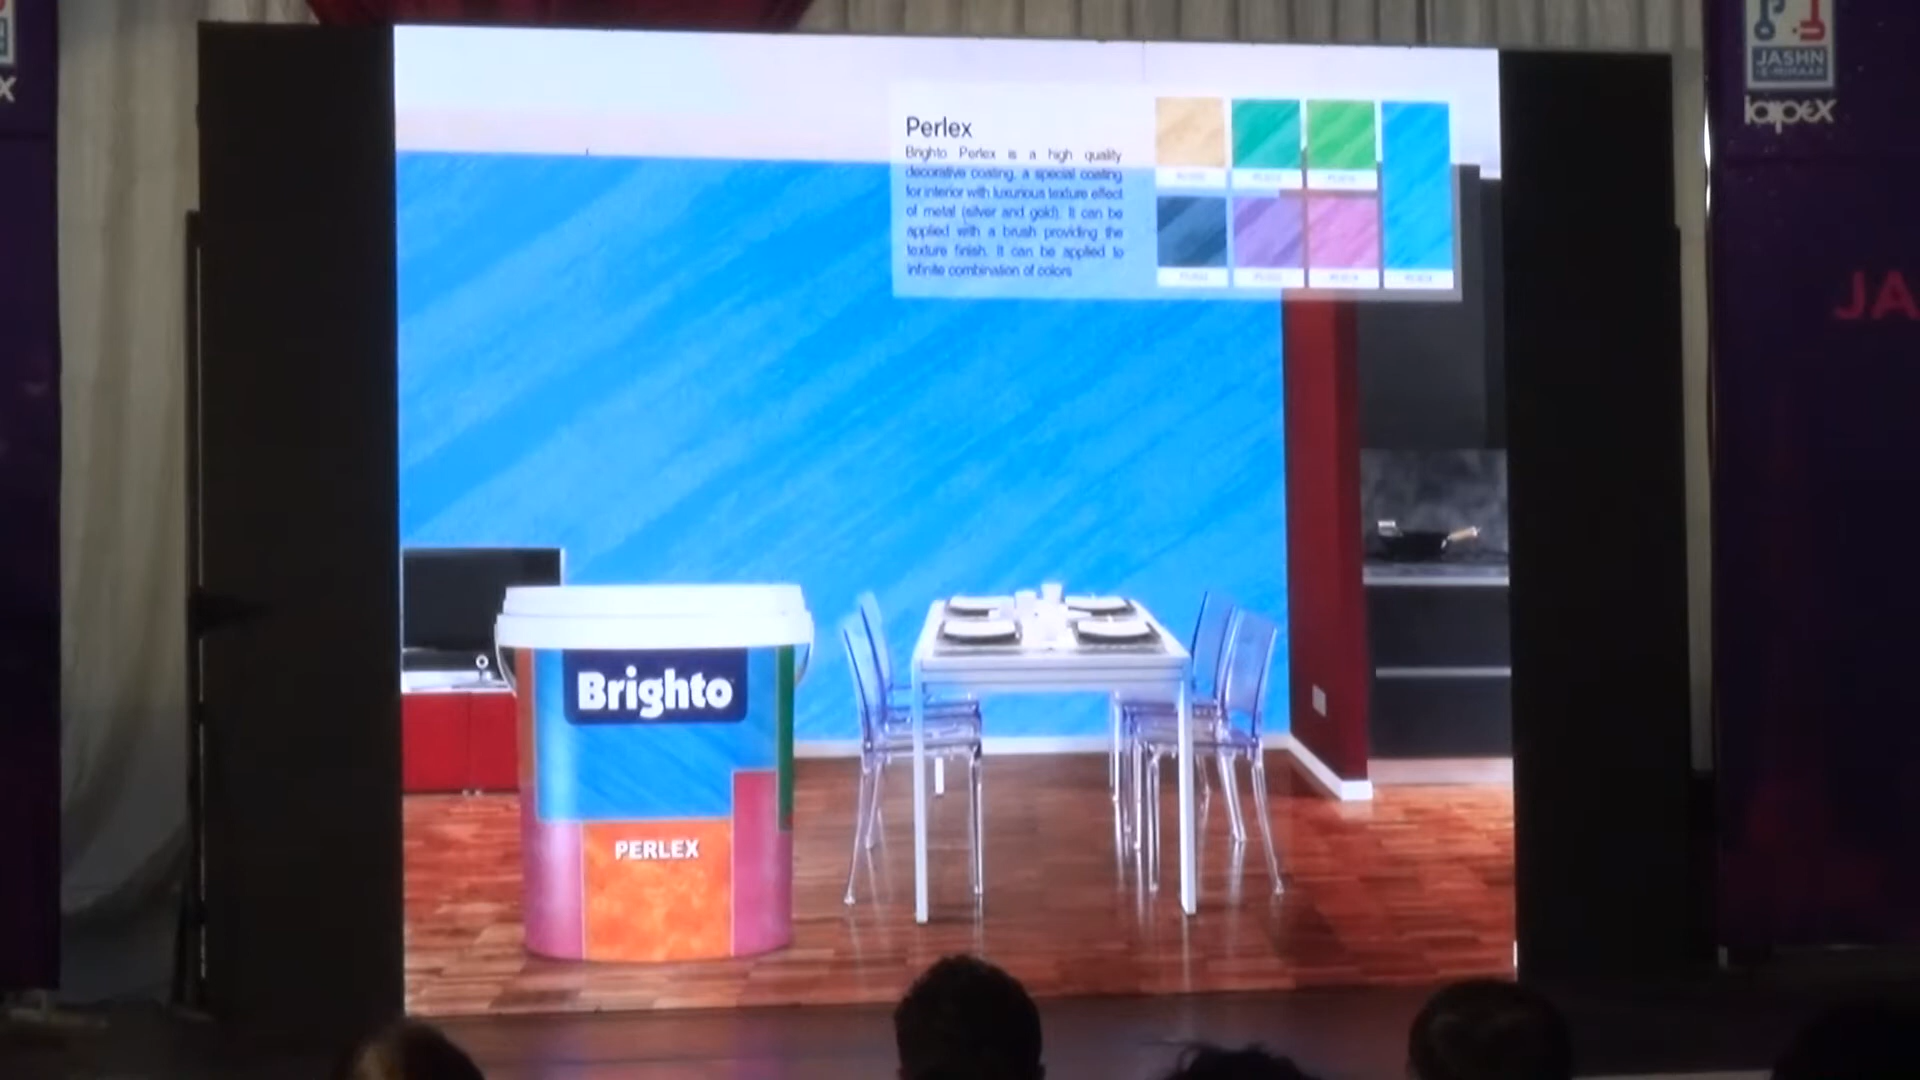 Perlex
Brighto Perlex is a high quality
decorative coating, a special coating
for interior with luxurious texture effect
of metal (silver and gold). It can be
applied with a brush providing the
texture finish. It can be applied to
infinite combination of colors
Brighto
PERLEX
JASHN
iapex
JA
X